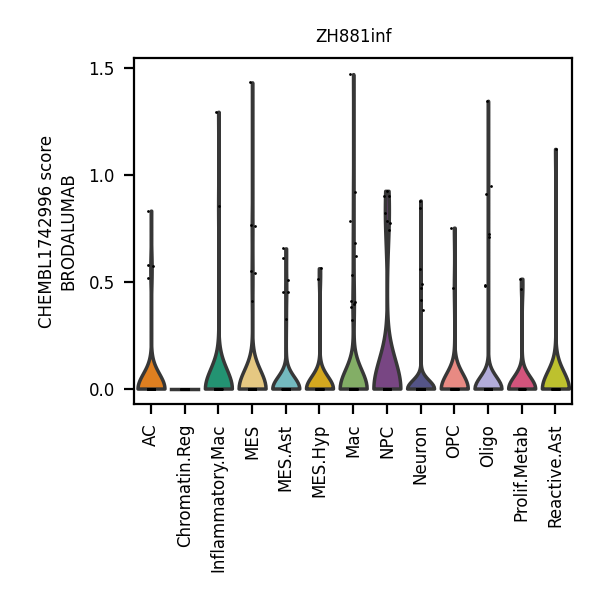 ZH881inf
CHEMBL1742996 score
BRODALUMAB
1.5
1.0
0.5
0.0
AC
Chromatin.Reg
Inflammatory.Mac
MES
MES.Ast
MES.Hyp
Mac
NPC
Neuron
OPC
Oligo
Prolif.Metab
Reactive.Ast